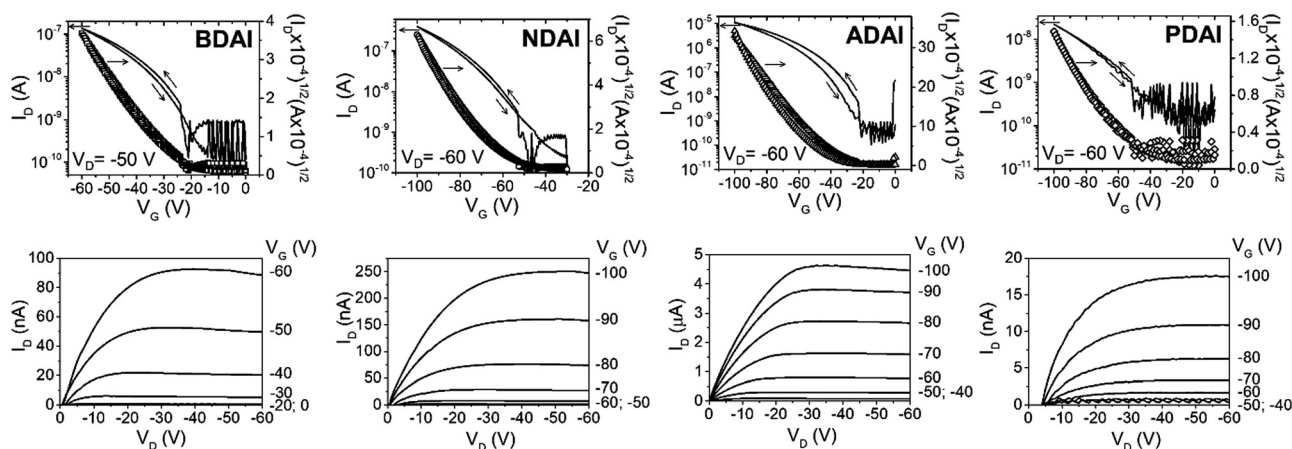 BDAI
I_D (A)
10^-7
10^-8
10^-9
10^-10
4
3
2
1
0
(I_Dx10^-4)^1/2(Ax10^-4)^1/2
V_D= -50 V
-60 -50 -40 -30 -20 -10 0
V_G (V)
NDAI
I_D (A)
10^-6
10^-7
10^-8
10^-9
10^-10
6
4
2
0
(I_Dx10^-4)^1/2(Ax10^-4)^1/2
V_D= -60 V
-100 -80 -60 -40 -20
V_G (V)
ADAI
I_D (A)
10^-5
10^-6
10^-7
10^-8
10^-9
10^-10
10^-11
30
20
10
0
(I_Dx10^-4)^1/2(Ax10^-4)^1/2
V_D= -60 V
-100 -80 -60 -40 -20 0
V_G (V)
PDAI
I_D (A)
10^-8
10^-9
10^-10
10^-11
1.6
1.2
0.8
0.4
0.0
(I_Dx10^-4)^1/2(Ax10^-4)^1/2
V_D= -60 V
-100 -80 -60 -40 -20 0
V_G (V)
I_D (nA)
100
80
60
40
20
0
V_G (V)
-60
-50
-40
-30
-20; 0
0 -10 -20 -30 -40 -50 -60
V_D (V)
I_D (nA)
250
200
150
100
50
0
V_G (V)
-100
-90
-80
-70
-60; -50
0 -10 -20 -30 -40 -50 -60
V_D (V)
I_D (μA)
5
4
3
2
1
0
V_G (V)
-100
-90
-80
-70
-60
-50; -40
0 -10 -20 -30 -40 -50 -60
V_D (V)
I_D (nA)
20
15
10
5
0
V_G (V)
-100
-90
-80
-70
-60
-50; -40
0 -10 -20 -30 -40 -50 -60
V_D (V)